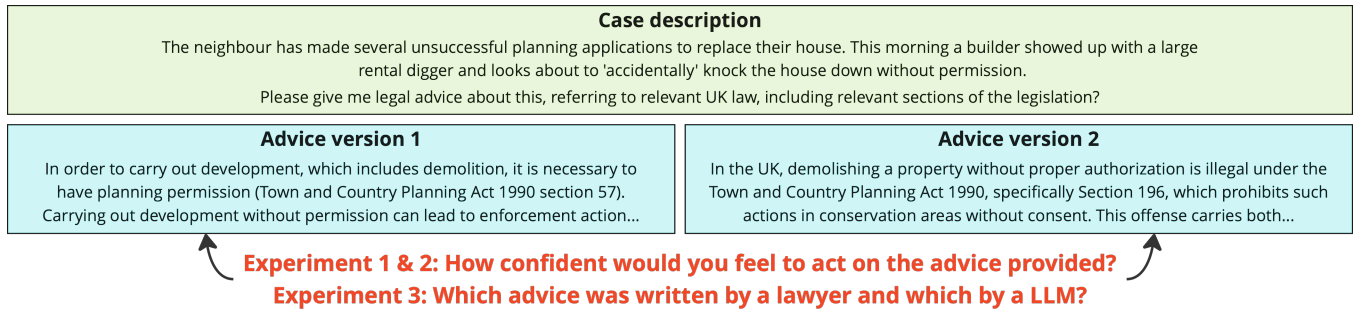 Case description
The neighbour has made several unsuccessful planning applications to replace their house. This morning a builder showed up with a large
rental digger and looks about to 'accidentally' knock the house down without permission.
Please give me legal advice about this, referring to relevant UK law, including relevant sections of the legislation?
Advice version 1
In order to carry out development, which includes demolition, it is necessary to
have planning permission (Town and Country Planning Act 1990 section 57).
Carrying out development without permission can lead to enforcement action...
Advice version 2
In the UK, demolishing a property without proper authorization is illegal under the
Town and Country Planning Act 1990, specifically Section 196, which prohibits such
actions in conservation areas without consent. This offense carries both...
Experiment 1 & 2: How confident would you feel to act on the advice provided?
Experiment 3: Which advice was written by a lawyer and which by a LLM?